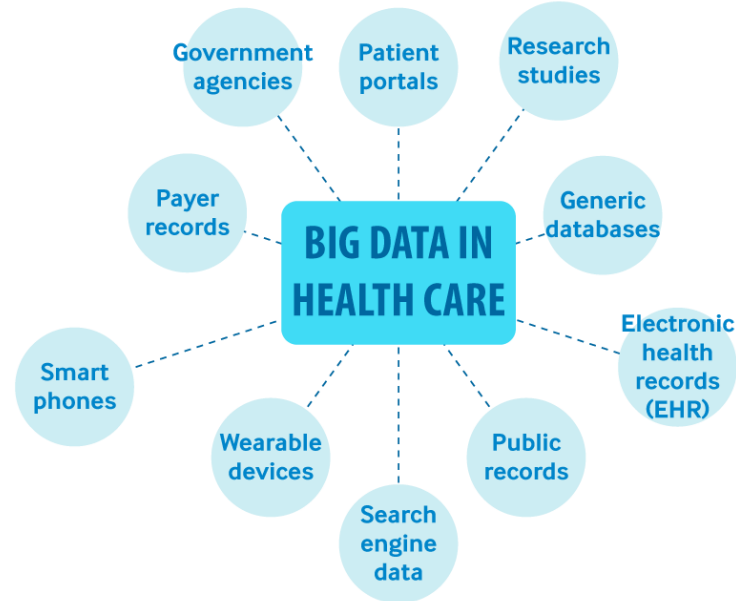 Government
agencies
Patient
portals
Research
studies
Payer
records
BIG DATA IN
HEALTH CARE
Generic
databases
Smart
phones
Electronic
health
records
(EHR)
Wearable
devices
Public
records
Search
engine
data